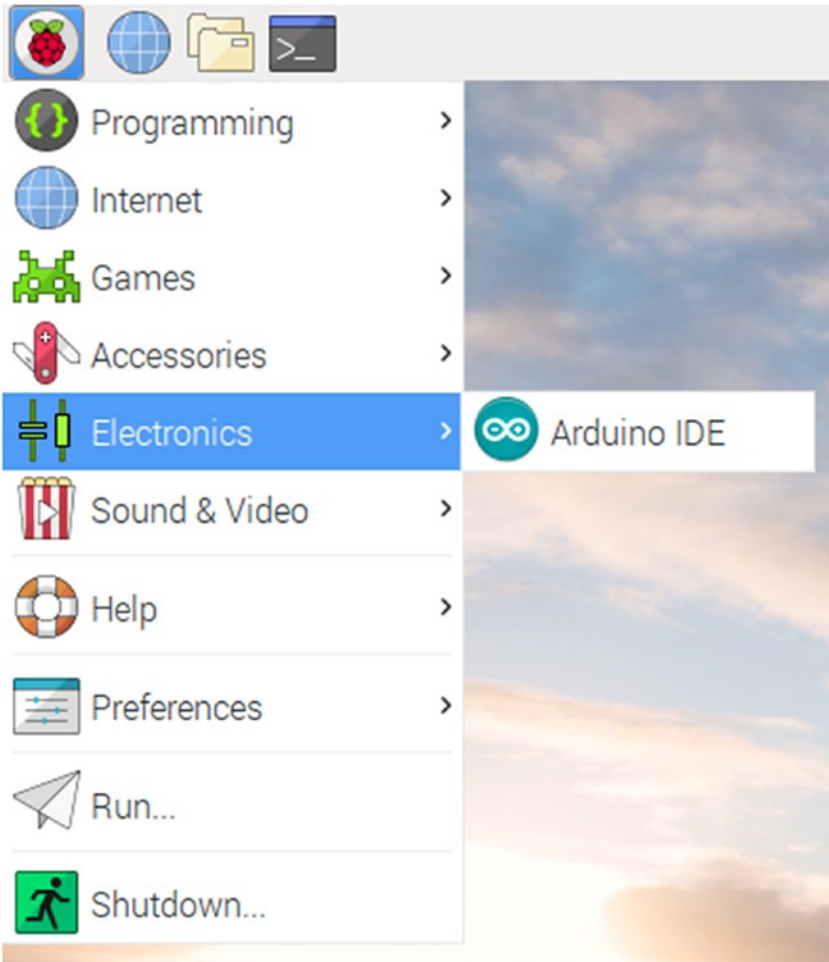 Programming
Internet
Games
Accessories
Electronics
Arduino IDE
Sound & Video
Help
Preferences
Run...
Shutdown...